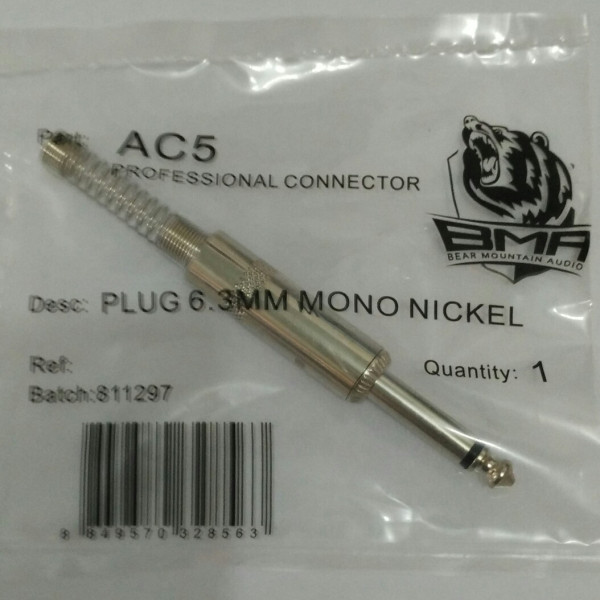 Part: AC5
PROFESSIONAL CONNECTOR
BMA
BEAR MOUNTAIN AUDIO
Desc: PLUG 6.3MM MONO NICKEL
Ref:
Quantity: 1
Batch:811297
8 849570 328563